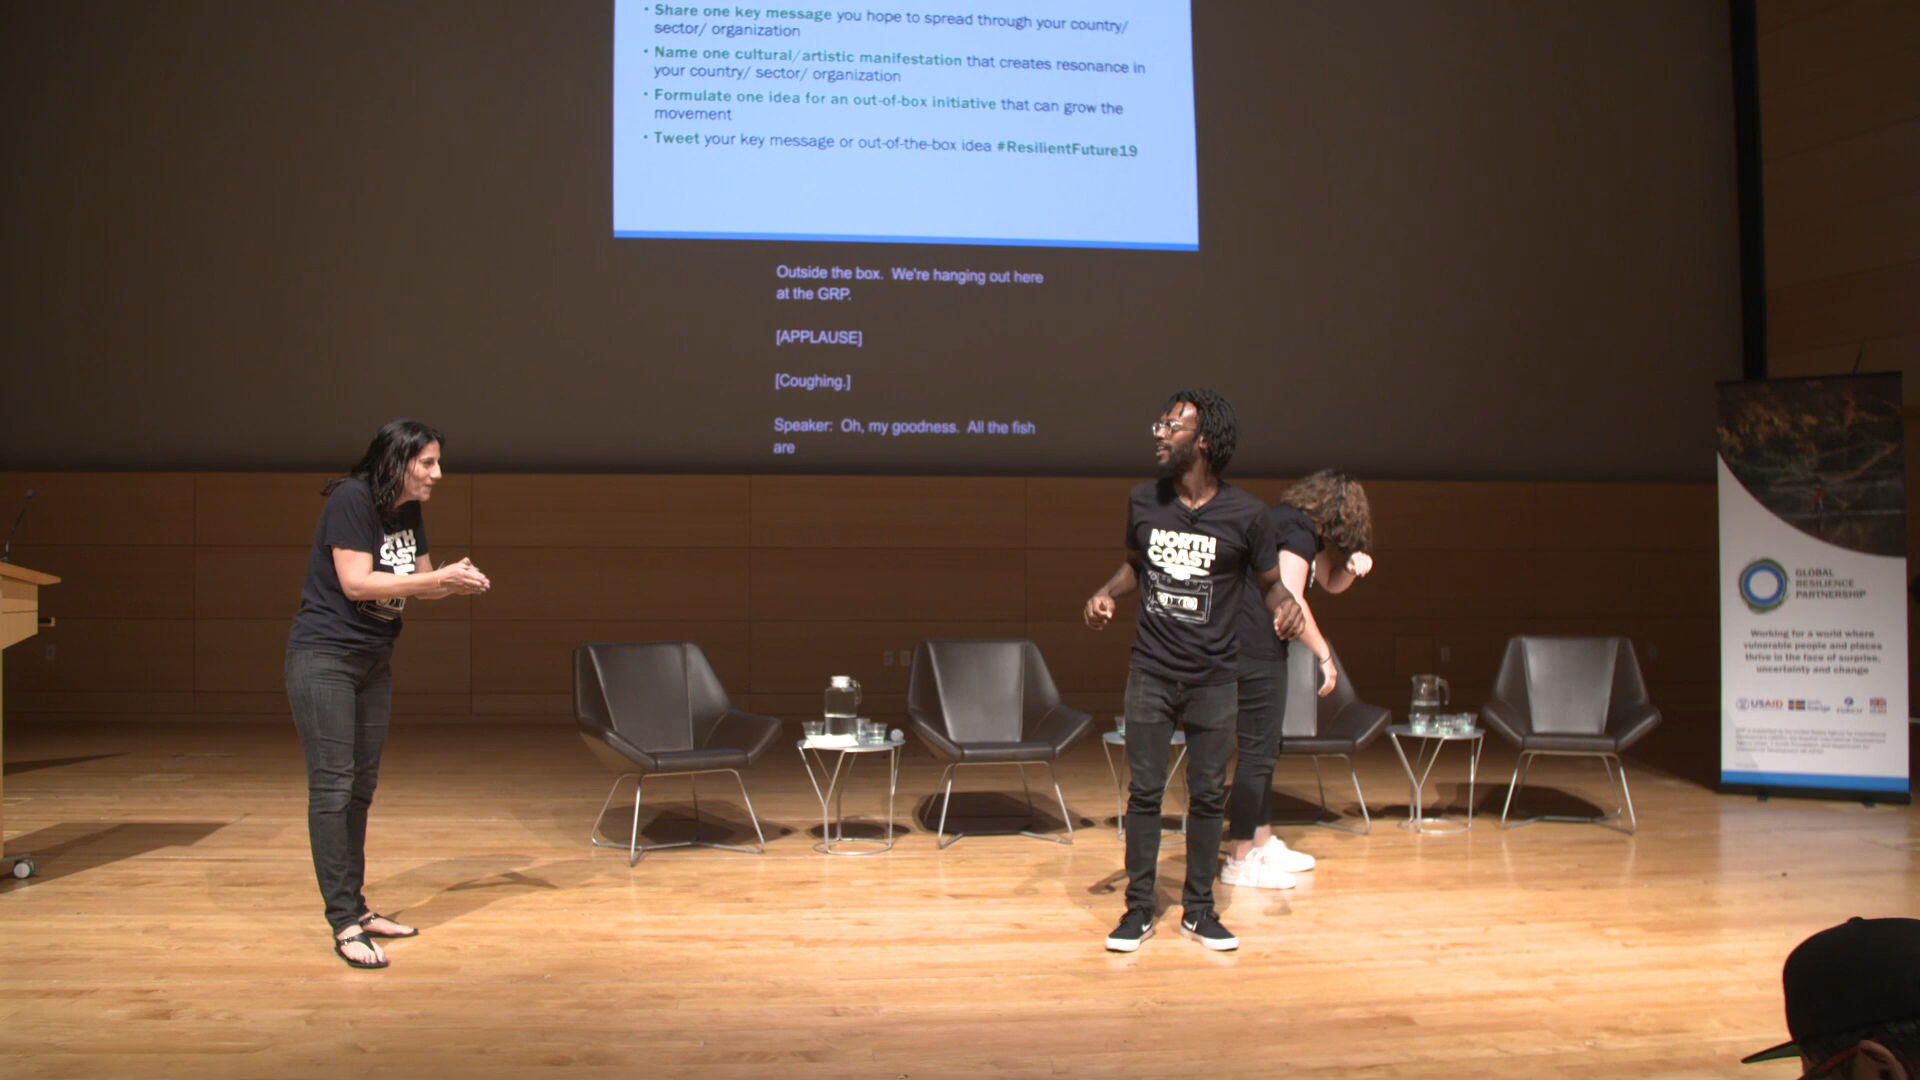 • Share one key message you hope to spread through your country/
sector/ organization
• Name one cultural/artistic manifestation that creates resonance in
your country/ sector/ organization
• Formulate one idea for an out-of-box initiative that can grow the
movement
• Tweet your key message or out-of-the-box idea #ResilientFuture19
Outside the box. We're hanging out here
at the GRP.
[APPLAUSE]
[Coughing.]
Speaker: Oh, my goodness. All the fish
are
NORTH
COAST
GLOBAL
RESILIENCE
PARTNERSHIP
Working for a world where
vulnerable people and places
thrive in the face of surprise,
uncertainty and change
USAID